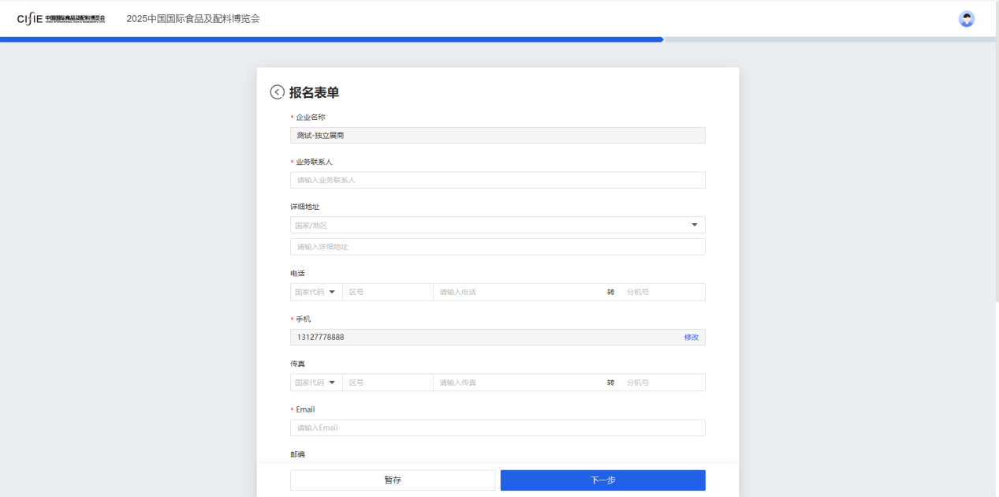 CIFIE 中国国际食品及配料博览会
2025中国国际食品及配料博览会
报名表单
* 企业名称
测试-独立展商
* 业务联系人
请输入业务联系人
详细地址
国家/地区
请输入详细地址
电话
国家代码 区号 请输入电话 转 分机号
* 手机
13127778888 修改
传真
国家代码 区号 请输入传真 转 分机号
* Email
请输入Email
邮编
暂存 下一步